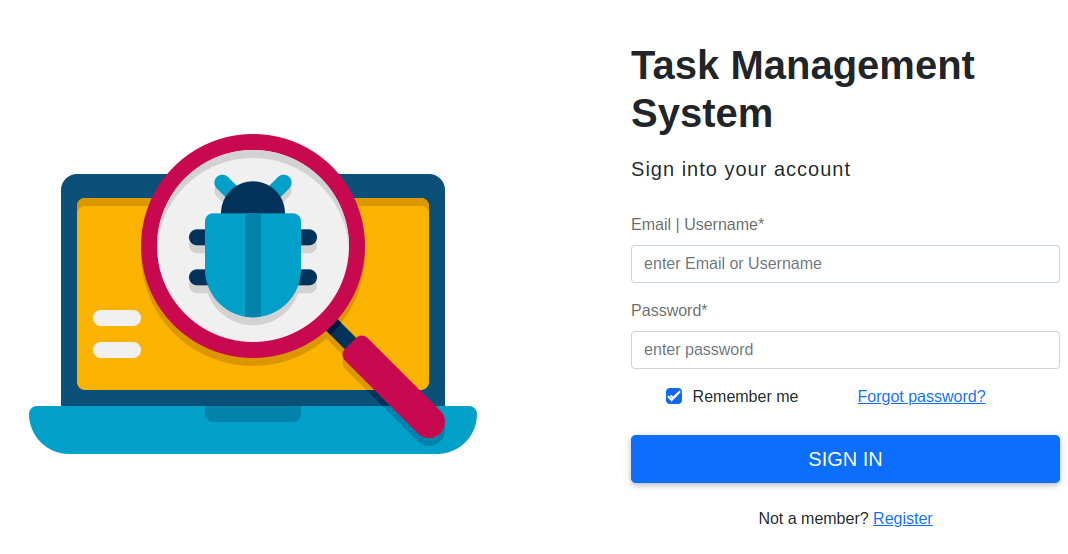 Task Management
System
Sign into your account
Email | Username*
enter Email or Username
Password*
enter password
Remember me
Forgot password?
SIGN IN
Not a member? Register